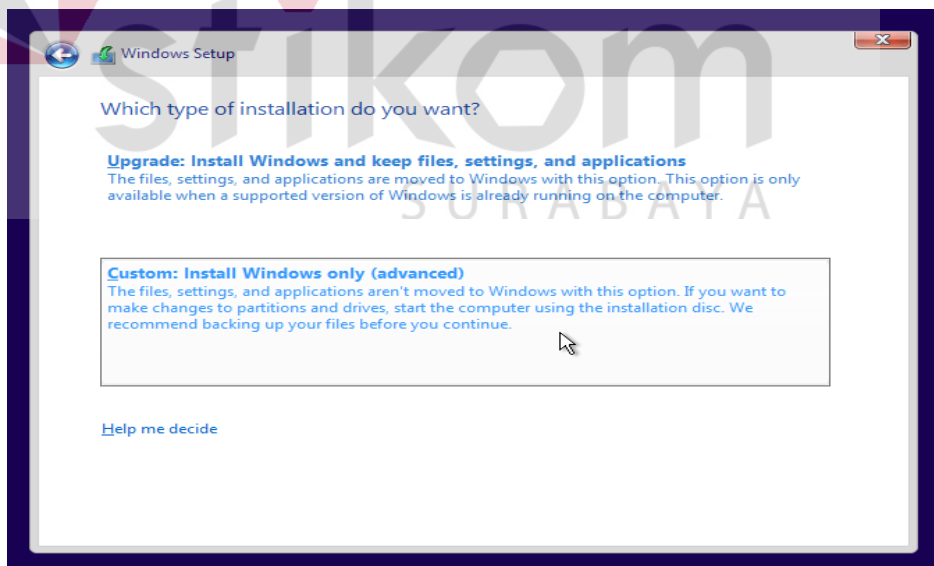 stikom
SURABAYA
Windows Setup
Which type of installation do you want?
Upgrade: Install Windows and keep files, settings, and applications
The files, settings, and applications are moved to Windows with this option. This option is only
available when a supported version of Windows is already running on the computer.
Custom: Install Windows only (advanced)
The files, settings, and applications aren't moved to Windows with this option. If you want to
make changes to partitions and drives, start the computer using the installation disc. We
recommend backing up your files before you continue.
Help me decide